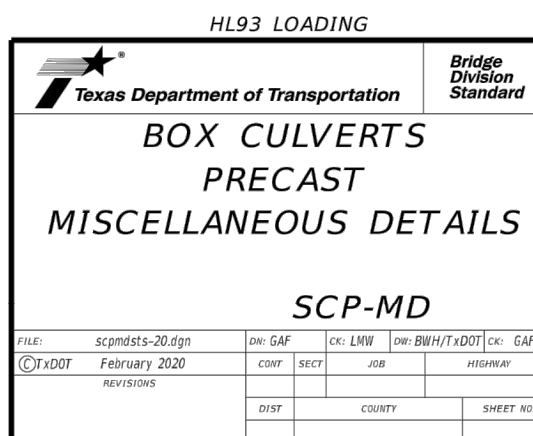 HL93 LOADING
®
Texas Department of Transportation
Bridge
Division
Standard
BOX CULVERTS
PRECAST
MISCELLANEOUS DETAILS
SCP-MD
FILE: scpmdsts-20.dgn DN: GAF CK: LMW DW: BWH/TxDOT CK: GAF
©TxDOT February 2020 CONT SECT JOB HIGHWAY
REVISIONS
DIST COUNTY SHEET NO.